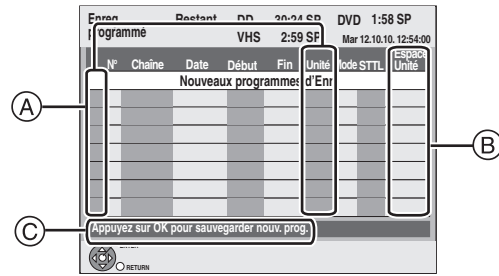 Enreg. programmé Restant DD 30:24 SP DVD 1:58 SP
VHS 2:59 SP Mar 12.10.10. 12:54:00
N° Chaîne Date Début Fin Unité Mode STTL Espace Unité
Nouveaux programmes d'Enr
A
B
C
Appuyez sur OK pour sauvegarder nouv. prog.
RETURN